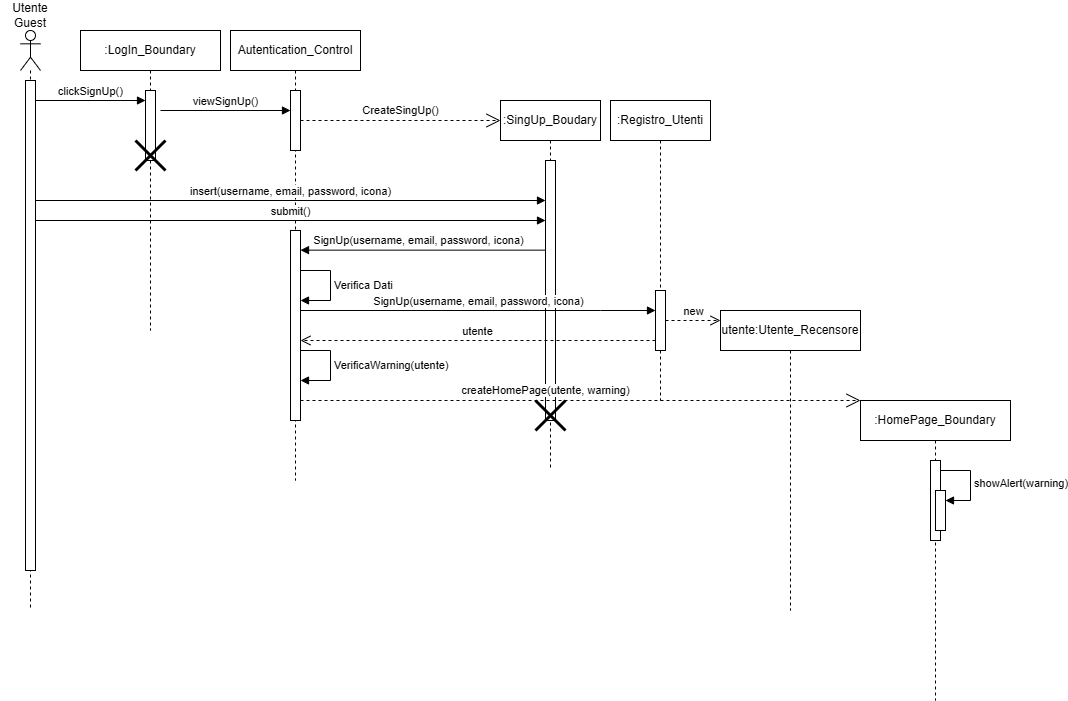 Utente
Guest
:LogIn_Boundary
Autentication_Control
clickSignUp()
viewSignUp()
CreateSingUp()
:SingUp_Boudary
:Registro_Utenti
insert(username, email, password, icona)
submit()
SignUp(username, email, password, icona)
Verifica Dati
SignUp(username, email, password, icona)
new
utente:Utente_Recensore
utente
VerificaWarning(utente)
createHomePage(utente, warning)
:HomePage_Boundary
showAlert(warning)